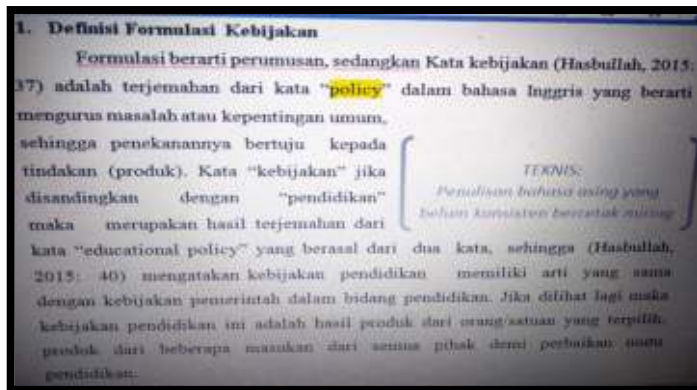 1. Definisi Formulasi Kebijakan
Formulasi berarti perumusan, sedangkan Kata kebijakan (Hasbullah, 2015:
37) adalah terjemahan dari kata "policy" dalam bahasa Inggris yang berarti
mengurus masalah atau kepentingan umum,
sehingga penekanannya bertuju kepada
tindakan (produk). Kata "kebijakan" jika
disandingkan dengan "pendidikan"
maka merupakan hasil terjemahan dari
TEKNIS:
Penulisan bahasa asing yang
belum konsisten bercetak miring
kata "educational policy" yang berasal dari dua kata, sehingga (Hasbullah,
2015: 40) mengatakan kebijakan pendidikan memiliki arti yang sama
dengan kebijakan pemerintah dalam bidang pendidikan. Jika dilihat lagi maka
kebijakan pendidikan ini adalah hasil produk dari orang/satuan yang terpilih,
produk dari beberapa masukan dari semua pihak demi perbaikan
pendidikan.